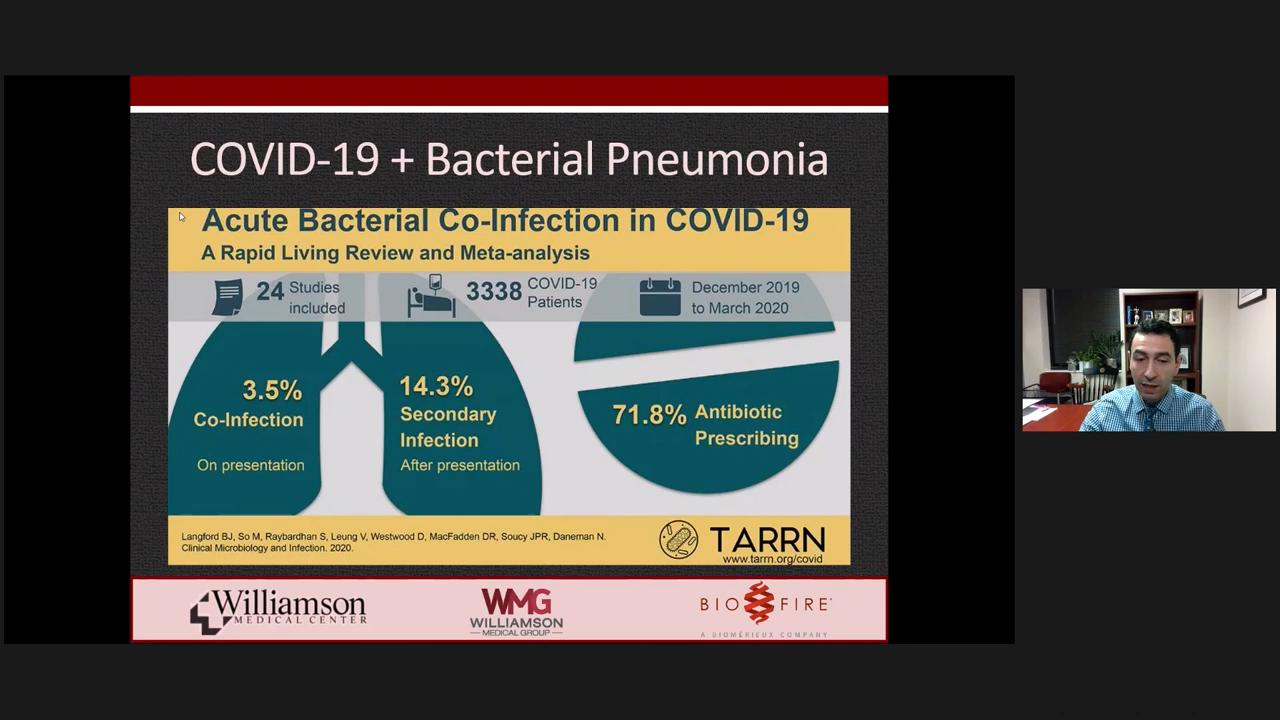 COVID-19 + Bacterial Pneumonia
Acute Bacterial Co-Infection in COVID-19
A Rapid Living Review and Meta-analysis
24 Studies included
3338 COVID-19 Patients
December 2019 to March 2020
3.5%
Co-Infection
On presentation
14.3%
Secondary
Infection
After presentation
71.8% Antibiotic
Prescribing
Langford BJ, So M, Raybardhan S, Leung V, Westwood D, MacFadden DR, Soucy JPR, Daneman N.
Clinical Microbiology and Infection. 2020.
TARRN
www.tarrn.org/covid
Williamson
MEDICAL CENTER
WMG
WILLIAMSON
MEDICAL GROUP
BIO FIRE
A BIOMÉRIEUX COMPANY